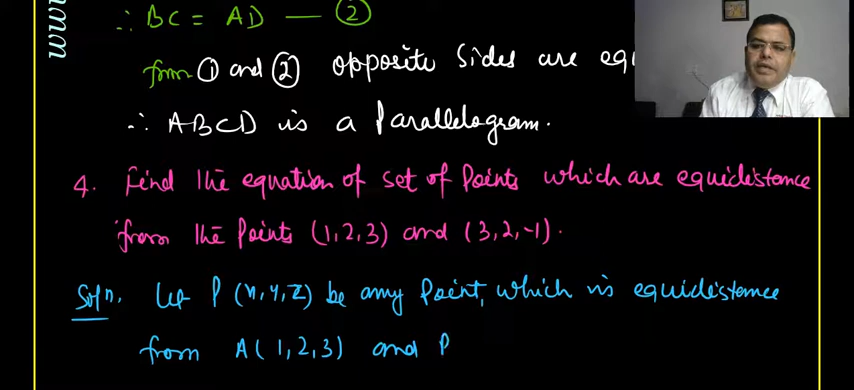 www
∴ BC = AD — ②
from ① and ② opposite sides are
∴ ABCD is a Parallelogram.
4. Find the equation of set of Points which are equidistance
from the Points (1,2,3) and (3,2,-1).
Solⁿ. Let P (x,y,z) be any Point, which is equidistance
from A(1,2,3) and P